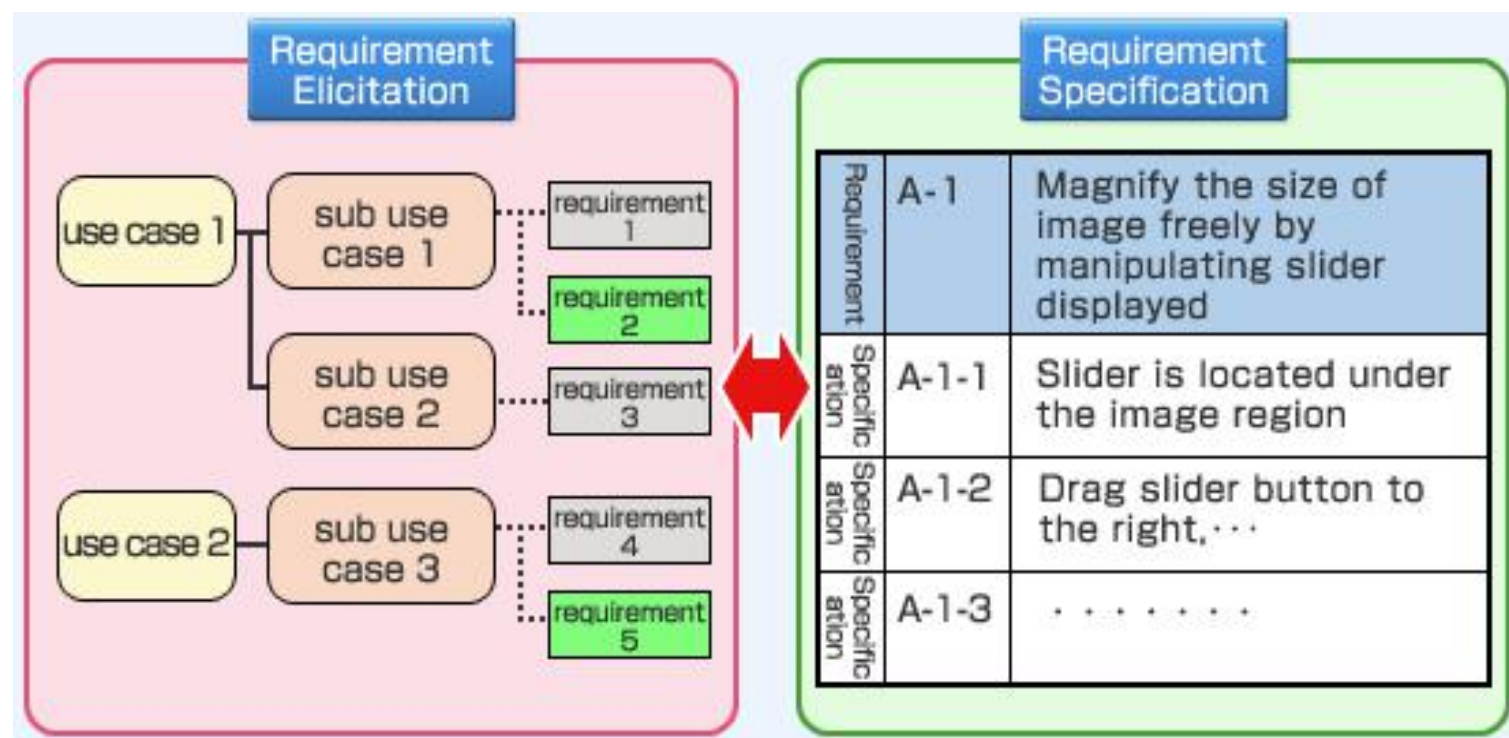 Requirement
Elicitation
use case 1
sub use
case 1
requirement
1
requirement
2
sub use
case 2
requirement
3
use case 2
sub use
case 3
requirement
4
requirement
5
Requirement
Specification
Requirement
A-1
Magnify the size of
image freely by
manipulating slider
displayed
Specific
ation
A-1-1
Slider is located under
the image region
Specific
ation
A-1-2
Drag slider button to
the right,···
Specific
ation
A-1-3
·······